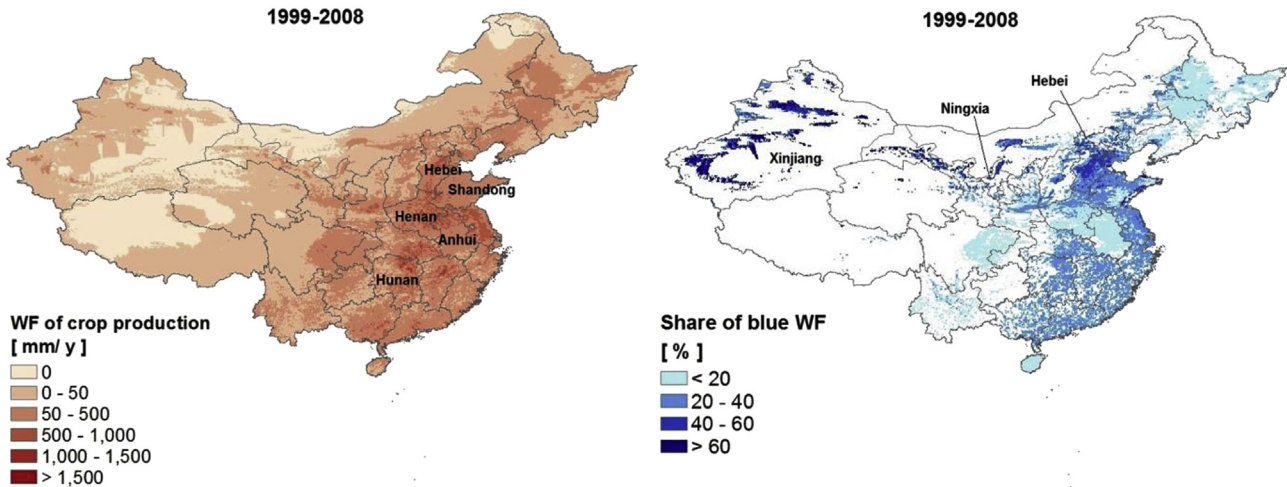 1999-2008
Hebei
Shandong
Henan
Anhui
Hunan
WF of crop production
[ mm/ y ]
0
0 - 50
50 - 500
500 - 1,000
1,000 - 1,500
> 1,500
1999-2008
Hebei
Ningxia
Xinjiang
Share of blue WF
[ % ]
< 20
20 - 40
40 - 60
> 60